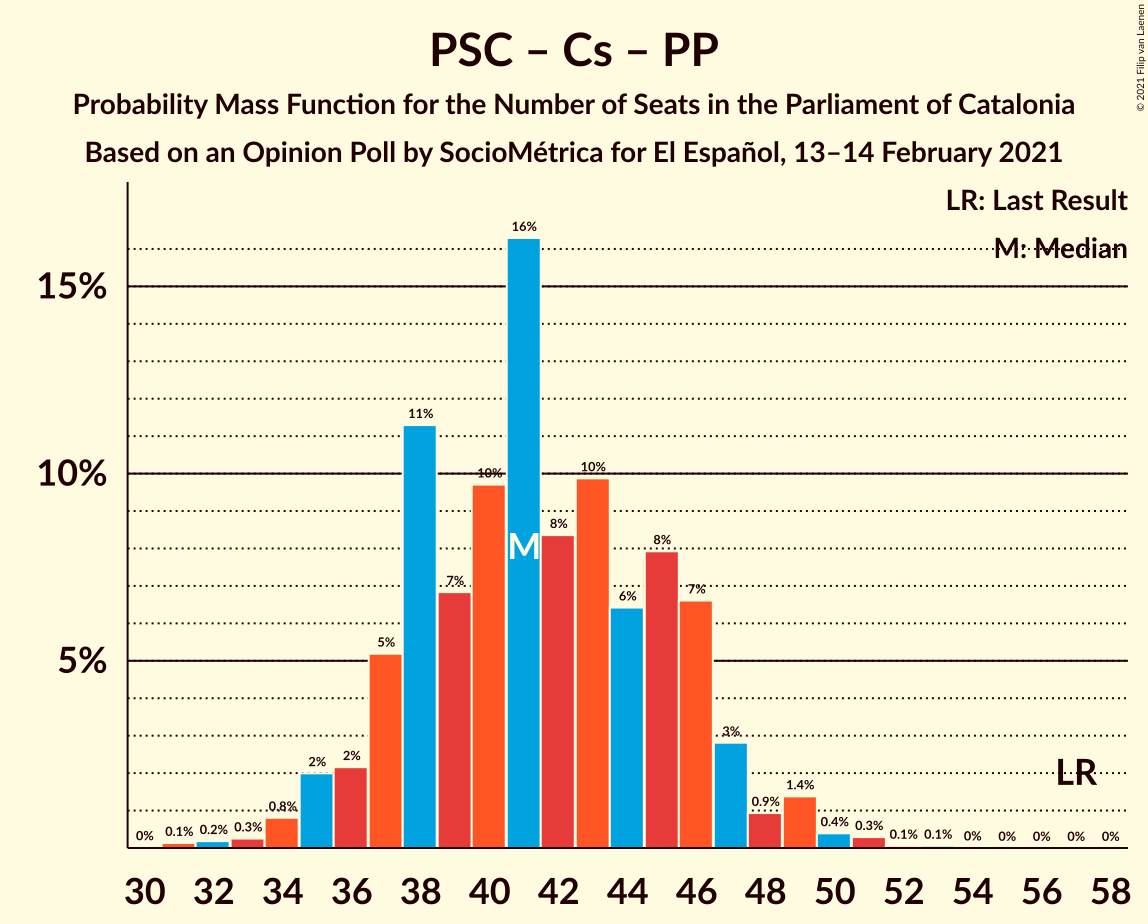 PSC – Cs – PP
Probability Mass Function for the Number of Seats in the Parliament of Catalonia
Based on an Opinion Poll by SocioMétrica for El Español, 13–14 February 2021
© 2021 Filip van Laenen
LR: Last Result
M: Median
15%
10%
5%
0% 0.1% 0.2% 0.3% 0.8% 2% 2% 5% 11% 7% 10% 16% 8% 10% 6% 8% 7% 3% 0.9% 1.4% 0.4% 0.3% 0.1% 0.1% 0% 0% 0% 0% 0%
M
LR
30 32 34 36 38 40 42 44 46 48 50 52 54 56 58